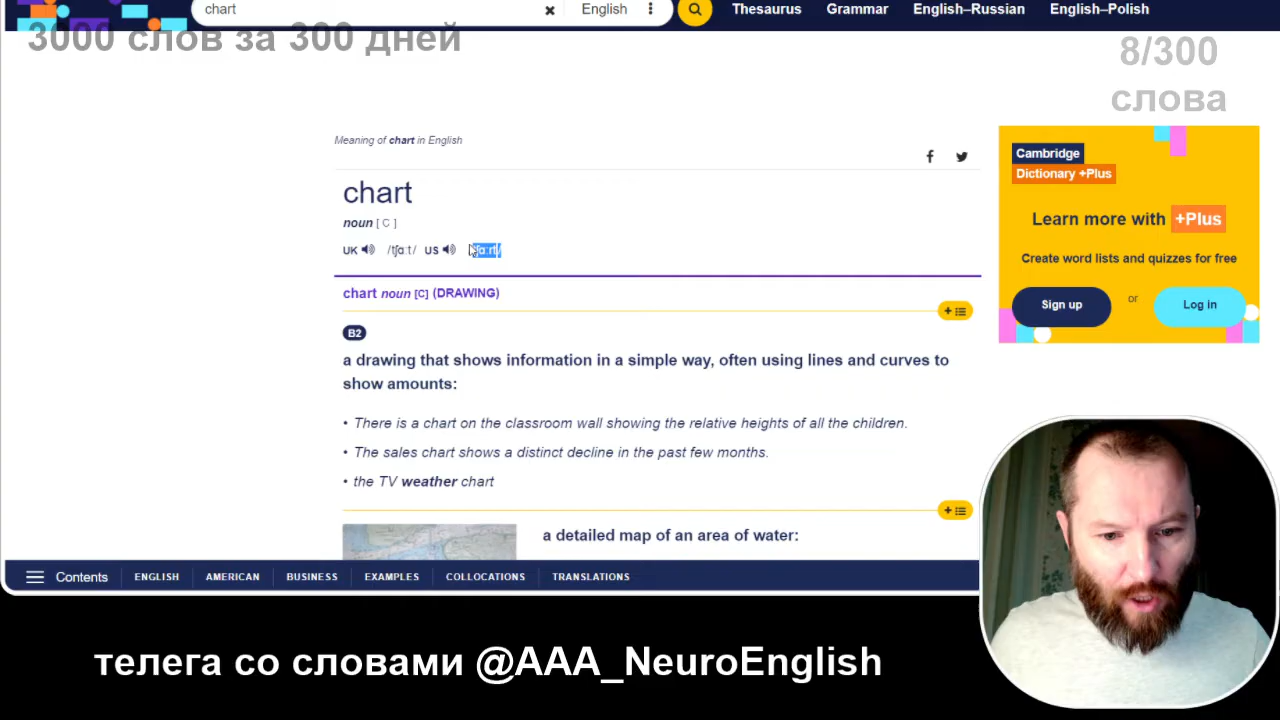 chart
English
Thesaurus
Grammar
English–Russian
English–Polish
3000 слов за 300 дней
8/300
слова
Meaning of chart in English
chart
noun [ C ]
UK /tʃɑːt/ US /tʃɑːrt/
chart noun [C] (DRAWING)
B2
a drawing that shows information in a simple way, often using lines and curves to
show amounts:
• There is a chart on the classroom wall showing the relative heights of all the children.
• The sales chart shows a distinct decline in the past few months.
• the TV weather chart
a detailed map of an area of water:
Cambridge
Dictionary +Plus
Learn more with +Plus
Create word lists and quizzes for free
Sign up or Log in
Contents ENGLISH AMERICAN BUSINESS EXAMPLES COLLOCATIONS TRANSLATIONS
телега со словами @AAA_NeuroEnglish